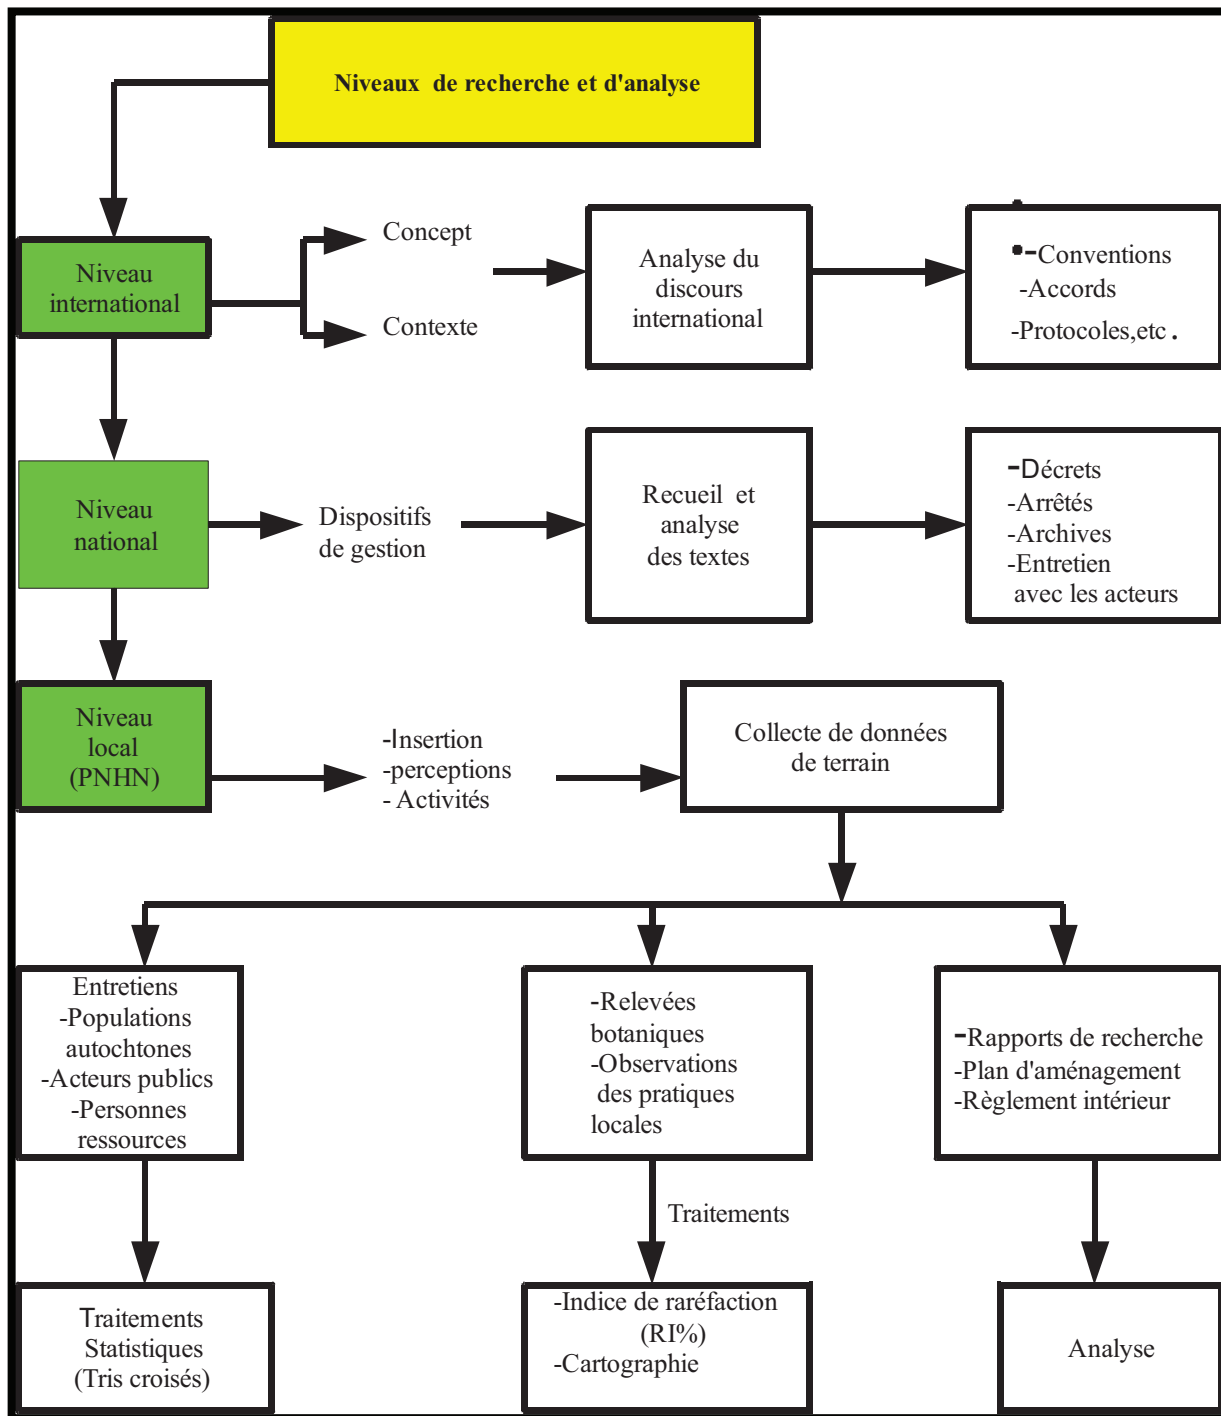 Niveaux de recherche et d'analyse
Niveau
international
Concept
Contexte
Analyse du
discours
international
-Conventions
-Accords
-Protocoles,etc.
Niveau
national
Dispositifs
de gestion
Recueil et
analyse
des textes
-Décrets
-Arrêtés
-Archives
-Entretien
avec les acteurs
Niveau
local
(PNHN)
-Insertion
-perceptions
- Activités
Collecte de données
de terrain
Entretiens
-Populations
autochtones
-Acteurs publics
-Personnes
ressources
-Relevées
botaniques
-Observations
des pratiques
locales
-Rapports de recherche
-Plan d'aménagement
-Règlement intérieur
Traitements
Traitements
Statistiques
(Tris croisés)
-Indice de raréfaction
(RI%)
-Cartographie
Analyse